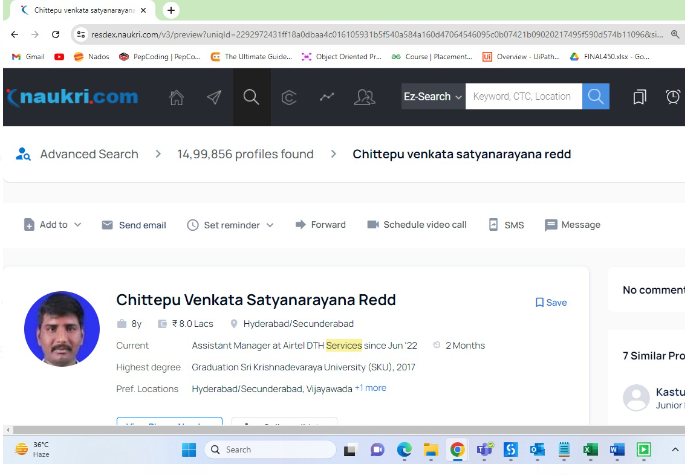 Chittepu venkata satyanarayana
resdex.naukri.com/v3/preview?uniqId=2292972431ff18a0dbaa4c016105931b5f540a584a160d47064546095c0b07421b09020217495f590d574b11096&si...
Gmail Nados PepCoding | PepCo... The Ultimate Guide... Object Oriented Pr... Course | Placement... Overview - UiPath... FINAL450.xlsx - Go...
naukri.com Ez-Search Keyword, CTC, Location
Advanced Search > 14,99,856 profiles found > Chittepu venkata satyanarayana redd
Add to Send email Set reminder Forward Schedule video call SMS Message
Chittepu Venkata Satyanarayana Redd Save
8y ₹ 8.0 Lacs Hyderabad/Secunderabad
Current Assistant Manager at Airtel DTH Services since Jun '22 2 Months
Highest degree Graduation Sri Krishnadevaraya University (SKU), 2017
Pref. Locations Hyderabad/Secunderabad, Vijayawada +1 more
No comment
7 Similar Pro
Kastu
Junior
36°C
Haze
Search